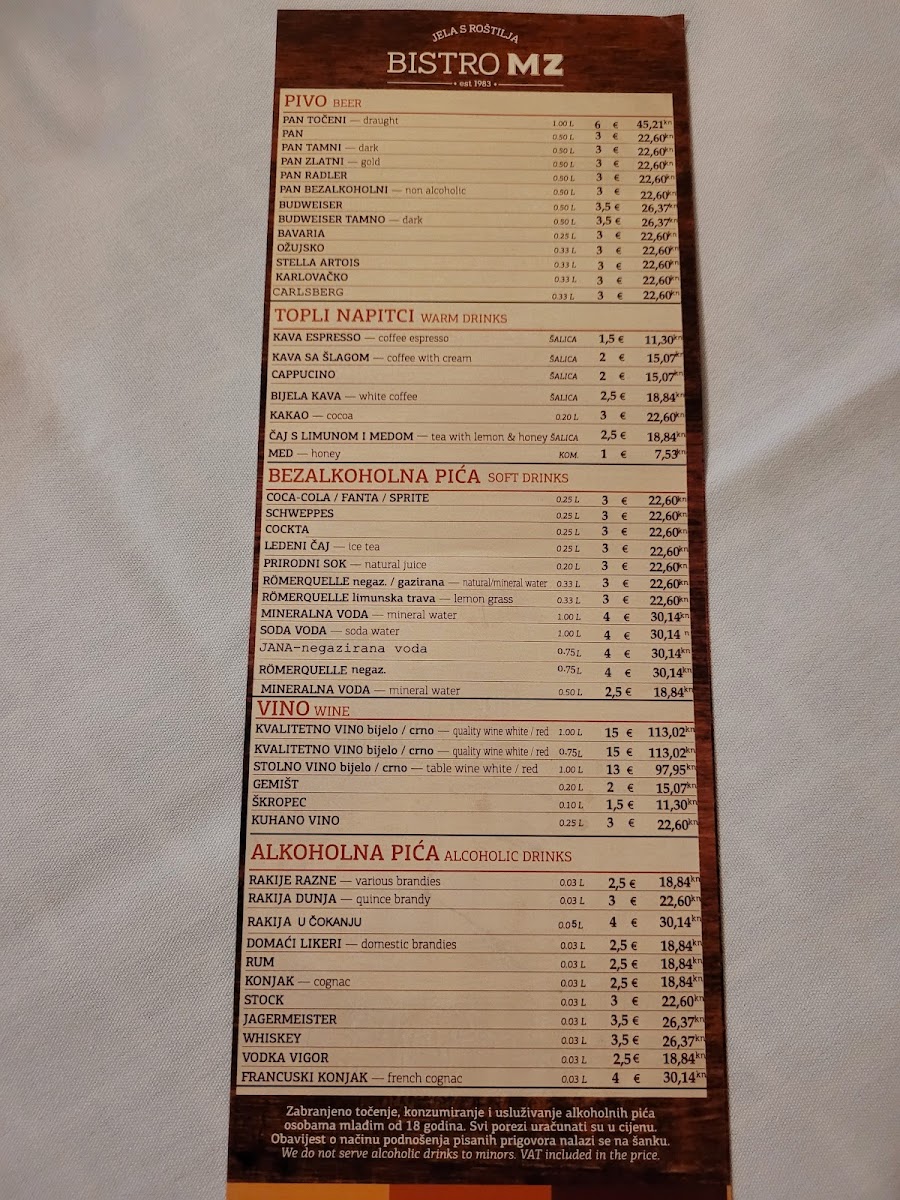 JELA S ROŠTILJA
BISTRO MZ
• est 1983 •
PIVO BEER
PAN TOČENI — draught 1.00 L 6 € 45,21kn
PAN 0.50 L 3 € 22,60kn
PAN TAMNI — dark 0.50 L 3 € 22,60kn
PAN ZLATNI — gold 0.50 L 3 € 22,60kn
PAN RADLER 0.50 L 3 € 22,60kn
PAN BEZALKOHOLNI — non alcoholic 0.50 L 3 € 22,60kn
BUDWEISER 0.50 L 3,5 € 26,37kn
BUDWEISER TAMNO — dark 0.50 L 3,5 € 26,37kn
BAVARIA 0.25 L 3 € 22,60kn
OŽUJSKO 0.33 L 3 € 22,60kn
STELLA ARTOIS 0.33 L 3 € 22,60kn
KARLOVAČKO 0.33 L 3 € 22,60kn
CARLSBERG 0.33 L 3 € 22,60kn
TOPLI NAPITCI WARM DRINKS
KAVA ESPRESSO — coffee espresso ŠALICA 1,5 € 11,30kn
KAVA SA ŠLAGOM — coffee with cream ŠALICA 2 € 15,07kn
CAPPUCINO ŠALICA 2 € 15,07kn
BIJELA KAVA — white coffee ŠALICA 2,5 € 18,84kn
KAKAO — cocoa 0.20 L 3 € 22,60kn
ČAJ S LIMUNOM I MEDOM — tea with lemon & honey ŠALICA 2,5 € 18,84kn
MED — honey KOM. 1 € 7,53kn
BEZALKOHOLNA PIĆA SOFT DRINKS
COCA-COLA / FANTA / SPRITE 0.25 L 3 € 22,60kn
SCHWEPPES 0.25 L 3 € 22,60kn
COCKTA 0.25 L 3 € 22,60kn
LEDENI ČAJ — ice tea 0.25 L 3 € 22,60kn
PRIRODNI SOK — natural juice 0.20 L 3 € 22,60kn
RÖMERQUELLE negaz. / gazirana — natural/mineral water 0.33 L 3 € 22,60kn
RÖMERQUELLE limunska trava — lemon grass 0.33 L 3 € 22,60kn
MINERALNA VODA — mineral water 1.00 L 4 € 30,14kn
SODA VODA — soda water 1.00 L 4 € 30,14 n
JANA-negazirana voda 0.75L 4 € 30,14kn
RÖMERQUELLE negaz. 0.75L 4 € 30,14kn
MINERALNA VODA — mineral water 0.50 L 2,5 € 18,84kn
VINO WINE
KVALITETNO VINO bijelo / crno — quality wine white / red 1.00 L 15 € 113,02kn
KVALITETNO VINO bijelo / crno — quality wine white / red 0.75L 15 € 113,02kn
STOLNO VINO bijelo / crno — table wine white / red 1.00 L 13 € 97,95kn
GEMIŠT 0.20 L 2 € 15,07kn
ŠKROPEC 0.10 L 1,5 € 11,30kn
KUHANO VINO 0.25 L 3 € 22,60kn
ALKOHOLNA PIĆA ALCOHOLIC DRINKS
RAKIJE RAZNE — various brandies 0.03 L 2,5 € 18,84kn
RAKIJA DUNJA — quince brandy 0.03 L 3 € 22,60kn
RAKIJA U ČOKANJU 0.05L 4 € 30,14kn
DOMAĆI LIKERI — domestic brandies 0.03 L 2,5 € 18,84kn
RUM 0.03 L 2,5 € 18,84kn
KONJAK — cognac 0.03 L 2,5 € 18,84kn
STOCK 0.03 L 3 € 22,60kn
JAGERMEISTER 0.03 L 3,5 € 26,37kn
WHISKEY 0.03 L 3,5 € 26,37kn
VODKA VIGOR 0.03 L 2,5€ 18,84kn
FRANCUSKI KONJAK — french cognac 0.03 L 4 € 30,14kn
Zabranjeno točenje, konzumiranje i usluživanje alkoholnih pića
osobama mlađim od 18 godina. Svi porezi uračunati su u cijenu.
Obavijest o načinu podnošenja pisanih prigovora nalazi se na šanku.
We do not serve alcoholic drinks to minors. VAT included in the price.